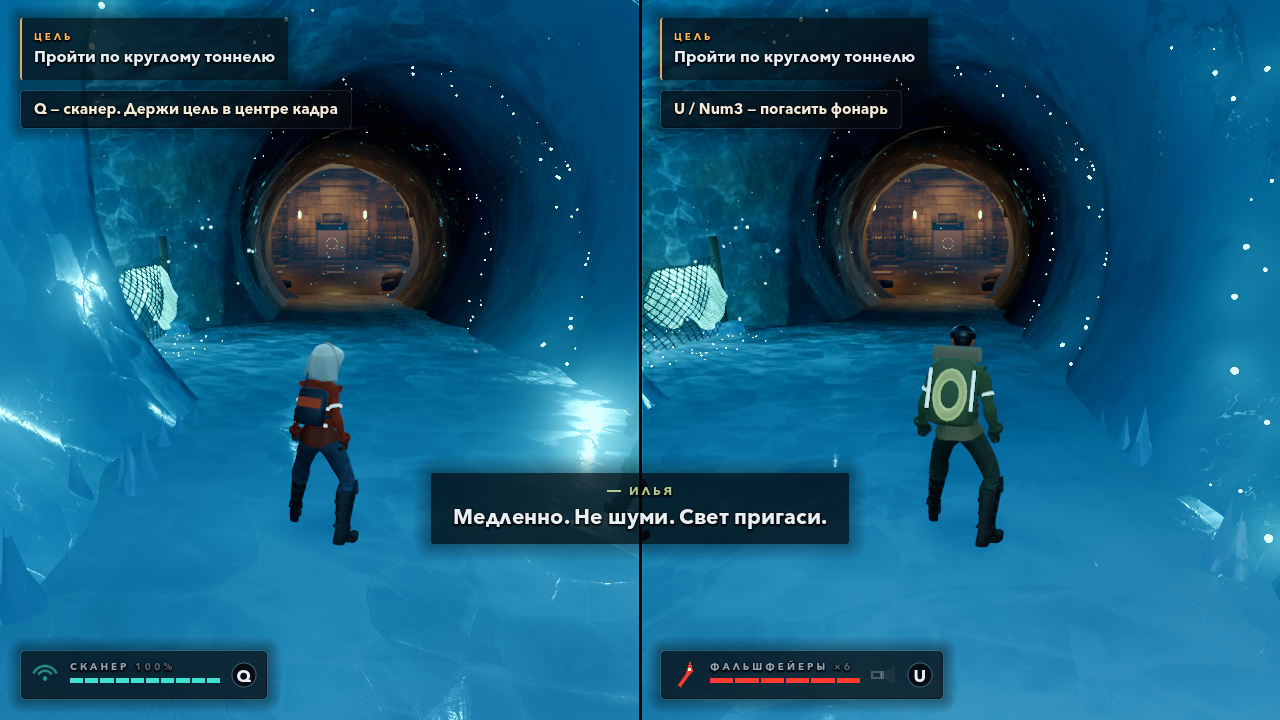 ЦЕЛЬ
Пройти по круглому тоннелю
Q – сканер. Держи цель в центре кадра
ЦЕЛЬ
Пройти по круглому тоннелю
U / Num3 – погасить фонарь
— ИЛЬЯ
Медленно. Не шуми. Свет пригаси.
СКАНЕР 100%
Q
ФАЛЬШФЕЙЕРЫ ×6
U